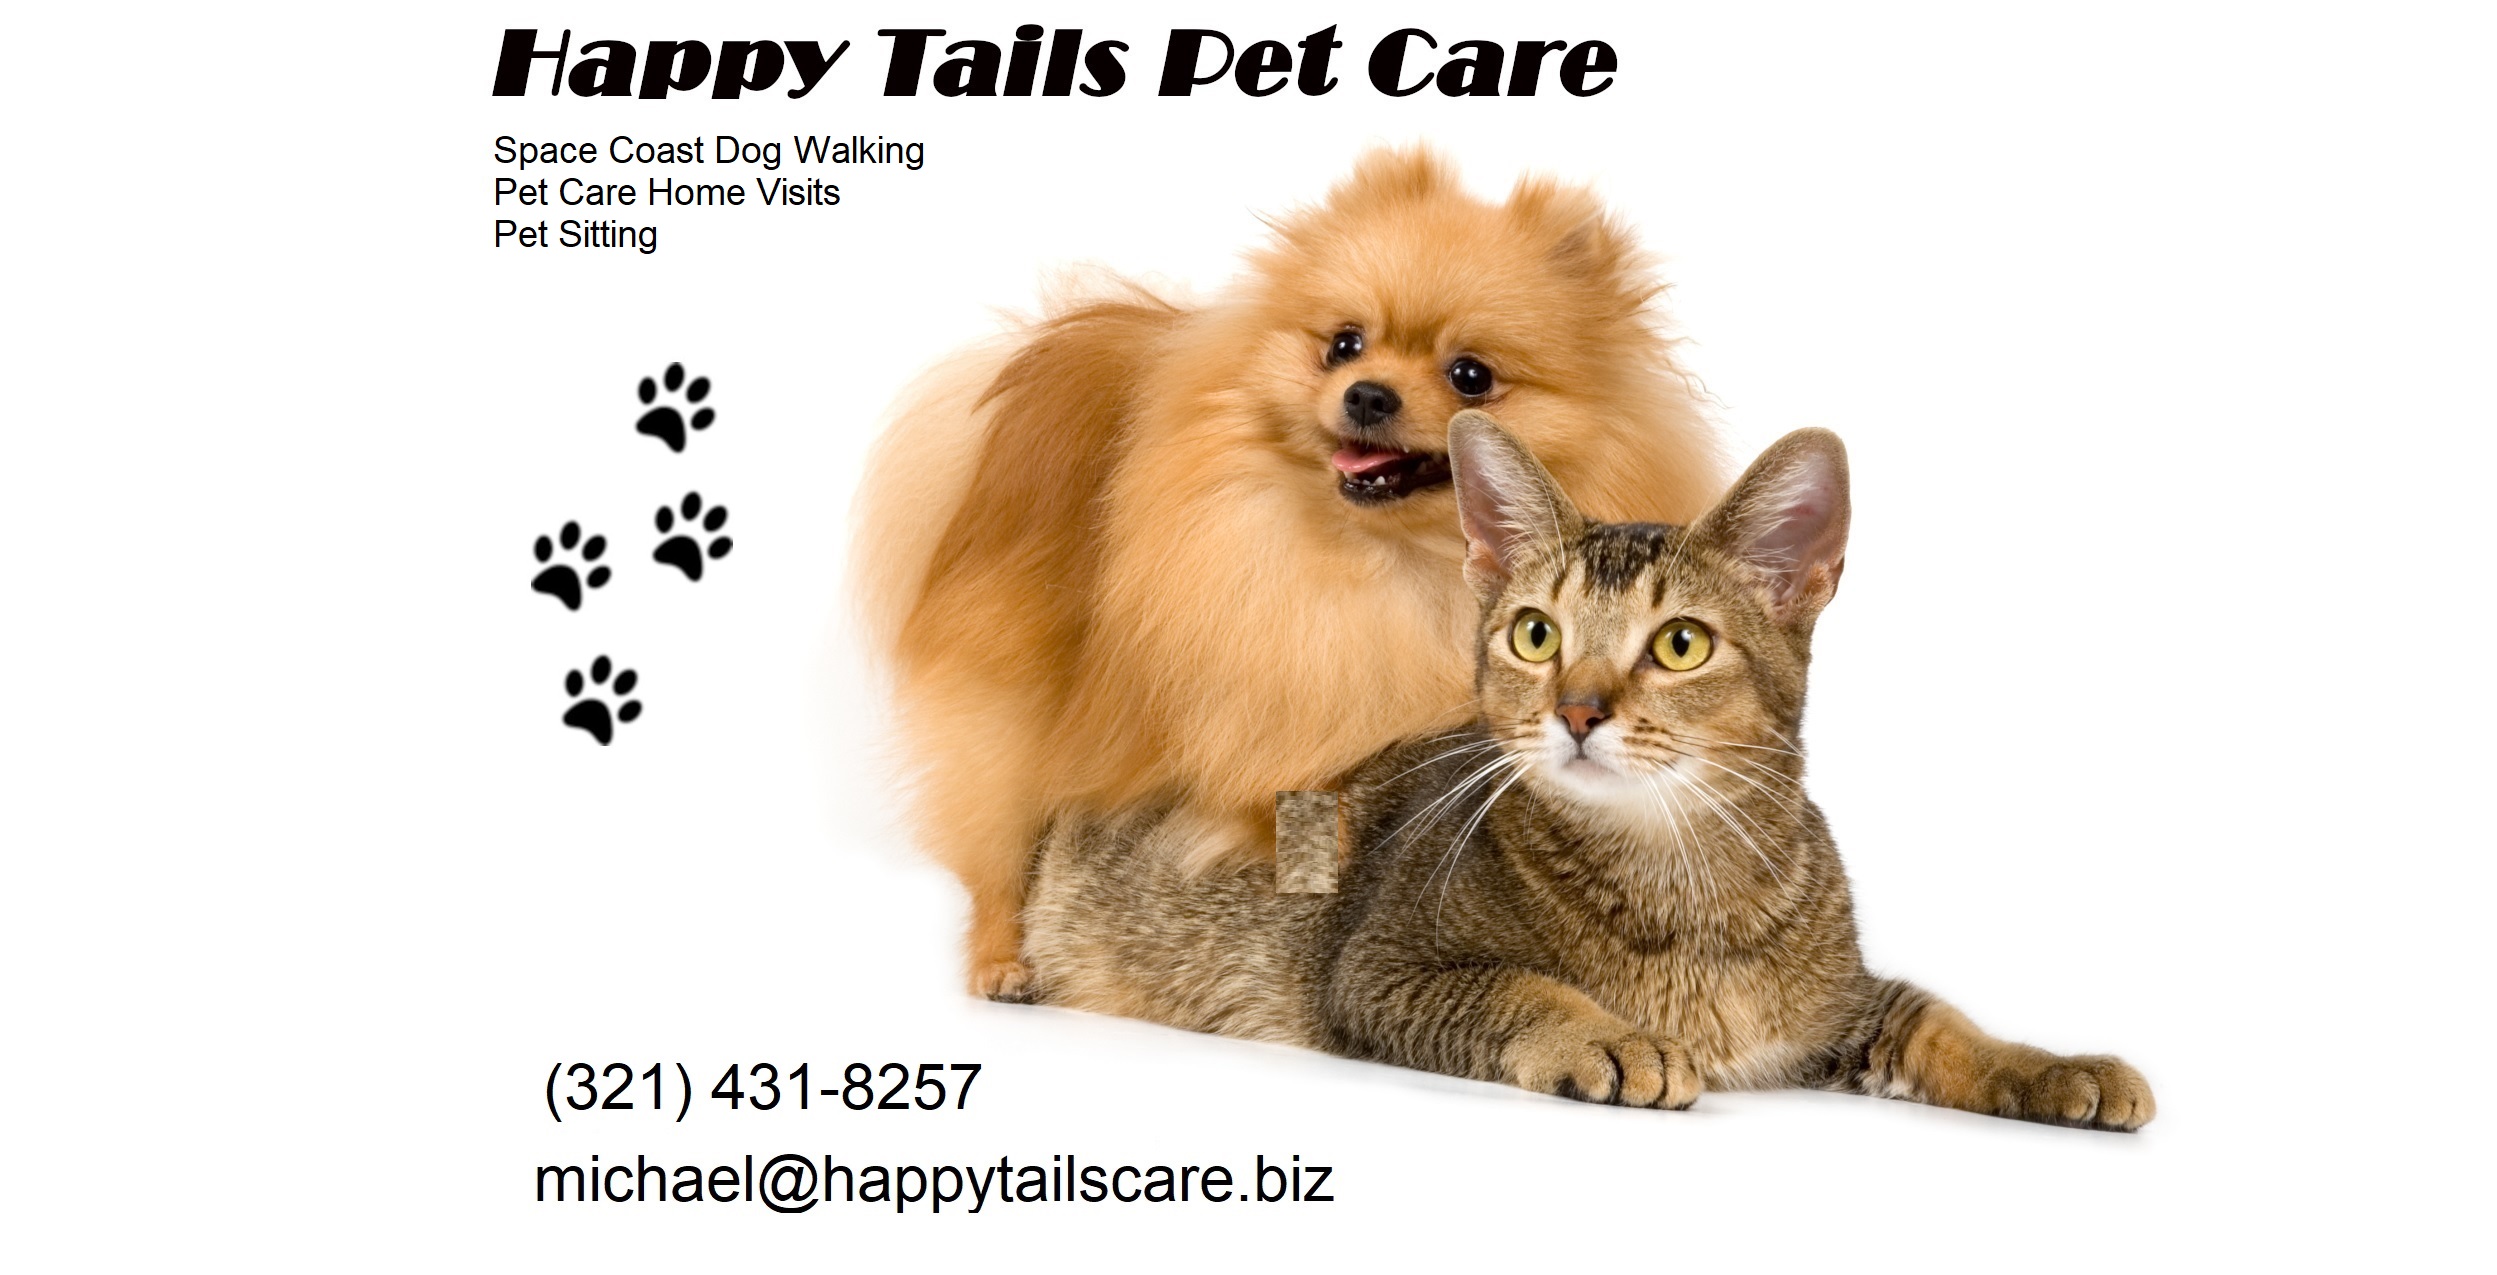 Happy Tails Pet Care
Space Coast Dog Walking
Pet Care Home Visits
Pet Sitting
(321) 431-8257
michael@happytailscare.biz